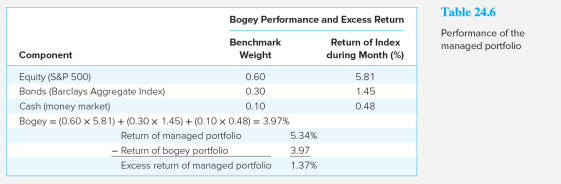 Bogey Performance and Excess Return
Benchmark Weight
Return of Index during Month (%)
Component
Equity (S&P 500) 0.60 5.81
Bonds (Barclays Aggregate Index) 0.30 1.45
Cash (money market) 0.10 0.48
Bogey = (0.60 × 5.81) + (0.30 × 1.45) + (0.10 × 0.48) = 3.97%
Return of managed portfolio 5.34%
– Return of bogey portfolio 3.97
Excess return of managed portfolio 1.37%
Table 24.6
Performance of the
managed portfolio